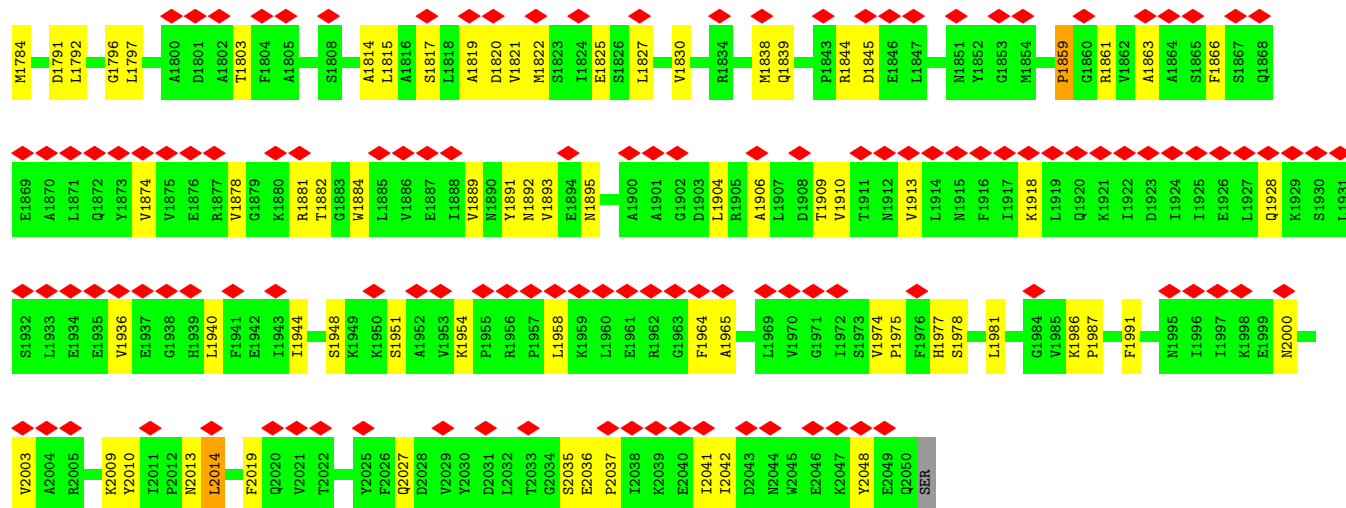 M1784 D1791 L1792 G1796 L1797 A1800 D1801 A1802 T1803 F1804 A1805 S1808 A1814 L1815 A1816 S1817 L1818 A1819 D1820 V1821 M1822 S1823 I1824 E1825 S1826 L1827 V1830 R1834 M1838 Q1839 P1843 R1844 D1845 E1846 L1847 N1851 Y1852 G1853 M1854 P1859 G1860 R1861 V1862 A1863 A1864 S1865 F1866 S1867 Q1868
E1869 A1870 L1871 Q1872 Y1873 V1874 V1875 E1876 R1877 V1878 G1879 K1880 R1881 T1882 G1883 W1884 L1885 V1886 E1887 I1888 V1889 N1890 Y1891 N1892 V1893 E1894 N1895 A1900 A1901 G1902 D1903 L1904 R1905 A1906 L1907 D1908 T1909 V1910 T1911 N1912 V1913 L1914 N1915 F1916 I1917 K1918 L1919 Q1920 K1921 I1922 D1923 I1924 I1925 E1926 L1927 Q1928 K1929 S1930 L1931
S1932 L1933 E1934 E1935 V1936 E1937 G1938 H1939 L1940 F1941 E1942 I1943 I1944 S1948 K1949 K1950 S1951 A1952 V1953 K1954 P1955 R1956 P1957 L1958 K1959 L1960 E1961 R1962 G1963 F1964 A1965 L1969 V1970 G1971 I1972 S1973 V1974 P1975 F1976 H1977 S1978 L1981 G1984 V1985 K1986 P1987 F1991 N1995 I1996 I1997 K1998 E1999 N2000
V2003 A2004 R2005 K2009 Y2010 I2011 P2012 N2013 L2014 F2019 Q2020 V2021 T2022 Y2025 F2026 Q2027 D2028 V2029 Y2030 D2031 L2032 T2033 G2034 S2035 E2036 P2037 I2038 K2039 E2040 I2041 I2042 D2043 N2044 W2045 E2046 K2047 Y2048 E2049 Q2050 SER